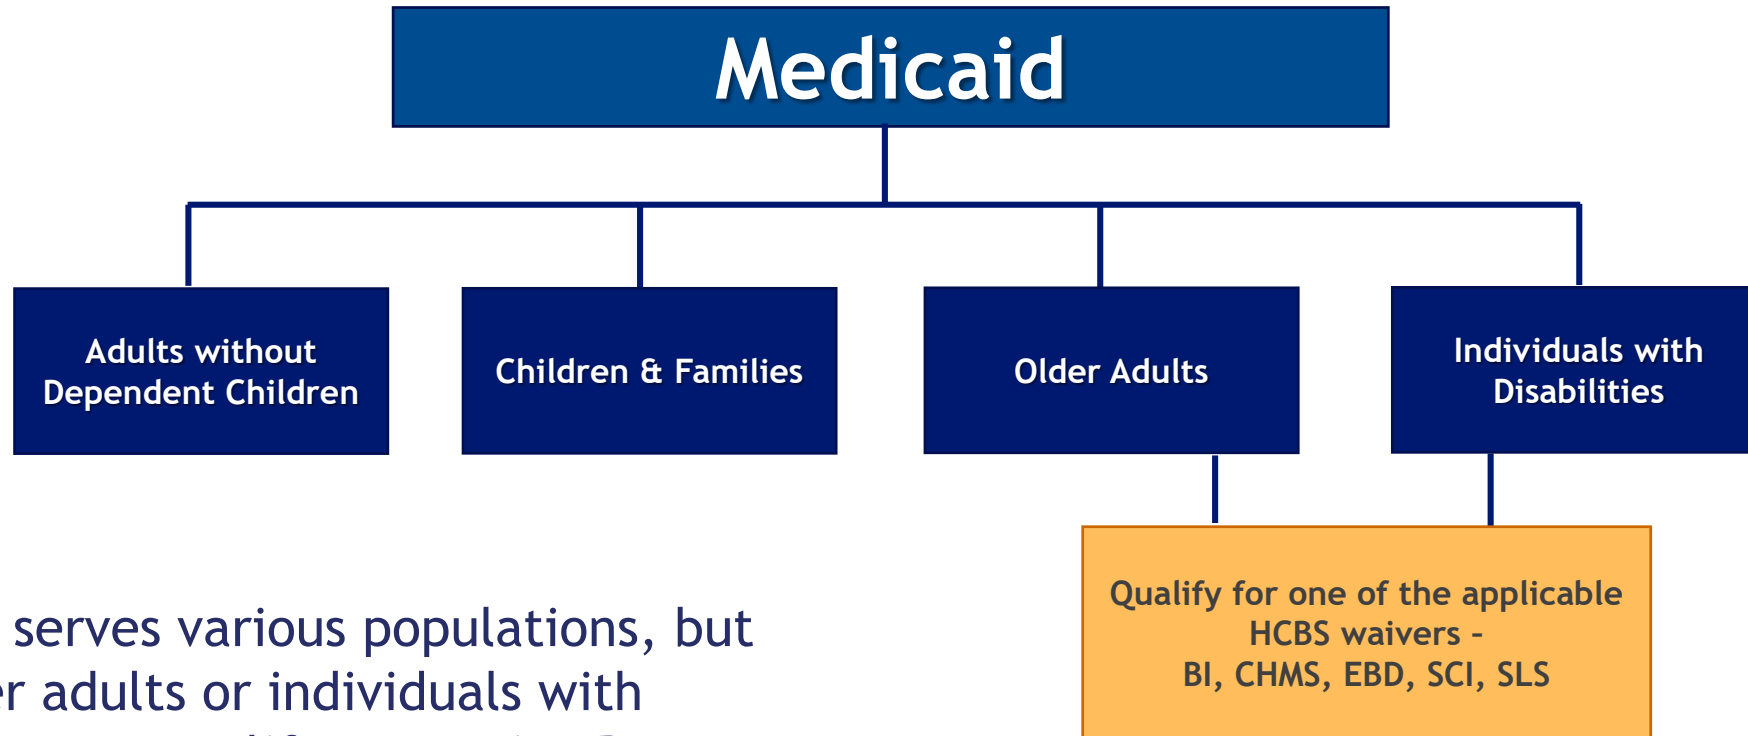 Medicaid
Adults without
Dependent Children
Children & Families
Older Adults
Individuals with
Disabilities
Qualify for one of the applicable
HCBS waivers –
BI, CHMS, EBD, SCI, SLS
serves various populations, but
adults or individuals with